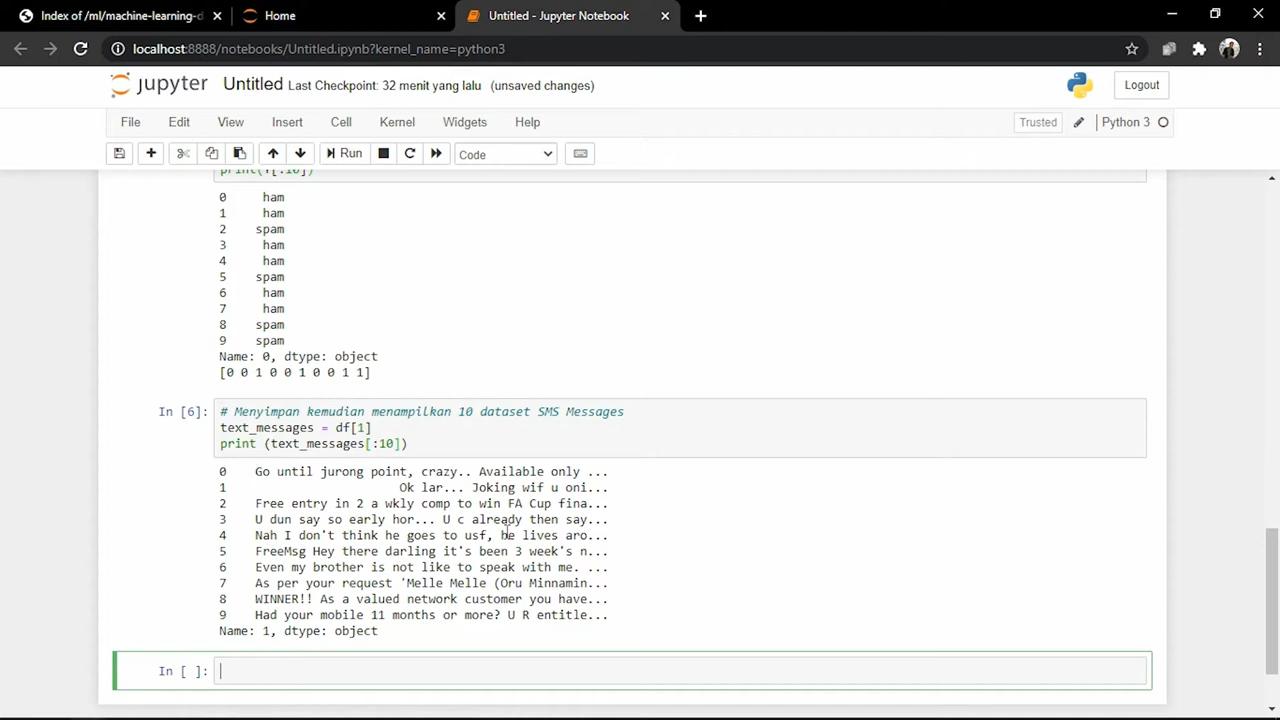 Index of /ml/machine-learning-d
Home
Untitled - Jupyter Notebook
localhost:8888/notebooks/Untitled.ipynb?kernel_name=python3
jupyter Untitled Last Checkpoint: 32 menit yang lalu (unsaved changes)
Logout
File Edit View Insert Cell Kernel Widgets Help
Trusted
Python 3
Run
Code
print(Y[:10])
0 ham
1 ham
2 spam
3 ham
4 ham
5 spam
6 ham
7 ham
8 spam
9 spam
Name: 0, dtype: object
[0 0 1 0 0 1 0 0 1 1]
In [6]: # Menyimpan kemudian menampilkan 10 dataset SMS Messages
text_messages = df[1]
print (text_messages[:10])
0 Go until jurong point, crazy.. Available only ...
1 Ok lar... Joking wif u oni...
2 Free entry in 2 a wkly comp to win FA Cup fina...
3 U dun say so early hor... U c already then say...
4 Nah I don't think he goes to usf, he lives aro...
5 FreeMsg Hey there darling it's been 3 week's n...
6 Even my brother is not like to speak with me. ...
7 As per your request 'Melle Melle (Oru Minnamin...
8 WINNER!! As a valued network customer you have...
9 Had your mobile 11 months or more? U R entitle...
Name: 1, dtype: object
In [ ]: